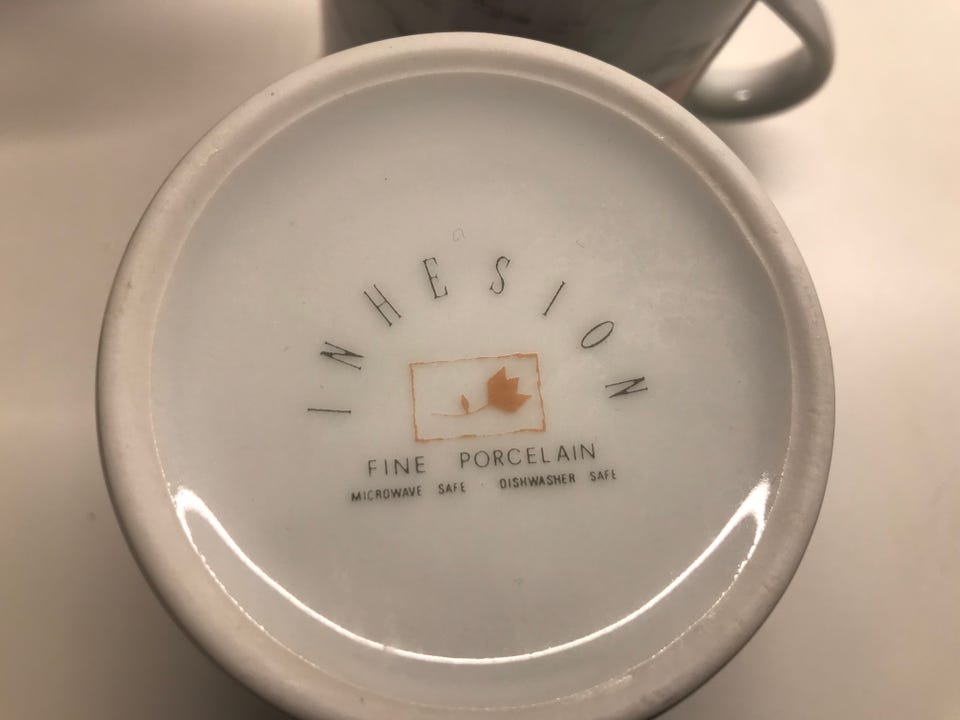 INHESION
FINE PORCELAIN
MICROWAVE SAFE · DISHWASHER SAFE